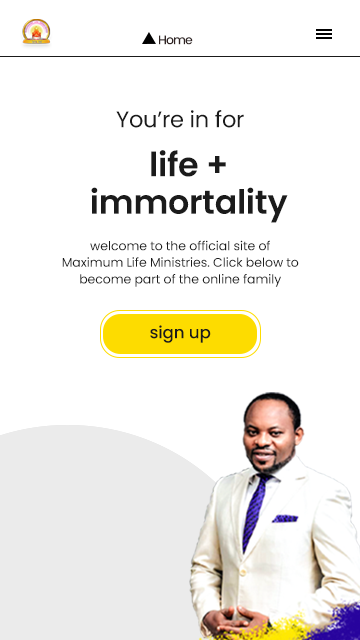 Home
You're in for
life +
immortality
welcome to the official site of
Maximum Life Ministries. Click below to
become part of the online family
sign up